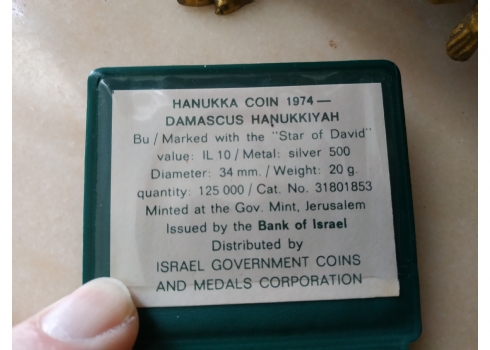 HANUKKA COIN 1974 —
DAMASCUS HANUKKIYAH
Bu / Marked with the "Star of David"
value: IL 10 / Metal: silver 500
Diameter: 34 mm. / Weight: 20 g.
quantity: 125 000 / Cat. No. 31801853
Minted at the Gov. Mint, Jerusalem
Issued by the Bank of Israel
Distributed by
ISRAEL GOVERNMENT COINS
AND MEDALS CORPORATION